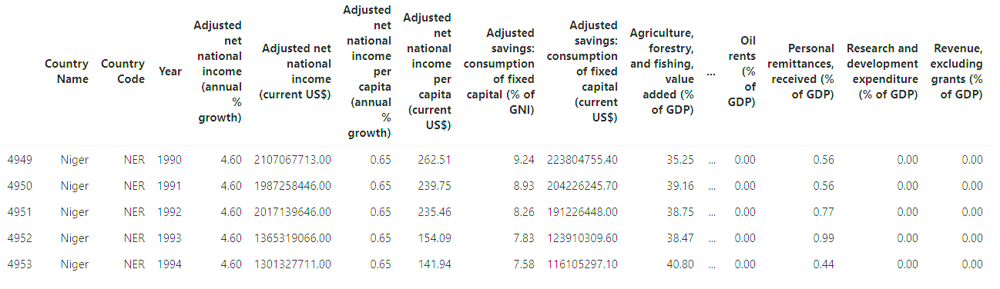 Country Name Country Code Year Adjusted net national income (annual % growth) Adjusted net national income (current US$) Adjusted net national income per capita (annual % growth) Adjusted net national income per capita (current US$) Adjusted savings: consumption of fixed capital (% of GNI) Adjusted savings: consumption of fixed capital (current US$) Agriculture, forestry, and fishing, value added (% of GDP) ... Oil rents (% of GDP) Personal remittances, received (% of GDP) Research and development expenditure (% of GDP) Revenue, excluding grants (% of GDP)
4949 Niger NER 1990 4.60 2107067713.00 0.65 262.51 9.24 223804755.40 35.25 ... 0.00 0.56 0.00 0.00
4950 Niger NER 1991 4.60 1987258446.00 0.65 239.75 8.93 204226245.70 39.16 ... 0.00 0.56 0.00 0.00
4951 Niger NER 1992 4.60 2017139646.00 0.65 235.46 8.26 191226448.00 38.75 ... 0.00 0.77 0.00 0.00
4952 Niger NER 1993 4.60 1365319066.00 0.65 154.09 7.83 123910309.60 38.47 ... 0.00 0.99 0.00 0.00
4953 Niger NER 1994 4.60 1301327711.00 0.65 141.94 7.58 116105297.10 40.80 ... 0.00 0.44 0.00 0.00